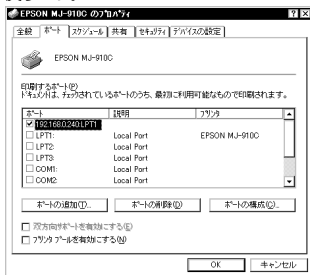 EPSON MJ-910C のﾌﾟﾛﾊﾟﾃｨ
全般 ﾎﾟｰﾄ ｽｹｼﾞｭｰﾙ 共有 ｾｷｭﾘﾃｨ ﾃﾞﾊﾞｲｽの設定
EPSON MJ-910C
印刷するﾎﾟｰﾄ(P)
ﾄﾞｷｭﾒﾝﾄは、ﾁｪｯｸされているﾎﾟｰﾄのうち、最初に利用可能なもので印刷されます。
ﾎﾟｰﾄ 説明 ﾌﾟﾘﾝﾀ
192.168.0.240:LPT1
LPT1: Local Port EPSON MJ-910C
LPT2: Local Port
LPT3: Local Port
COM1: Local Port
COM2: Local Port
ﾎﾟｰﾄの追加(T)... ﾎﾟｰﾄの削除(D) ﾎﾟｰﾄの構成(C)...
双方向ｻﾎﾟｰﾄを有効にする(E)
ﾌﾟﾘﾝﾀ ﾌﾟｰﾙを有効にする(N)
OK ｷｬﾝｾﾙ